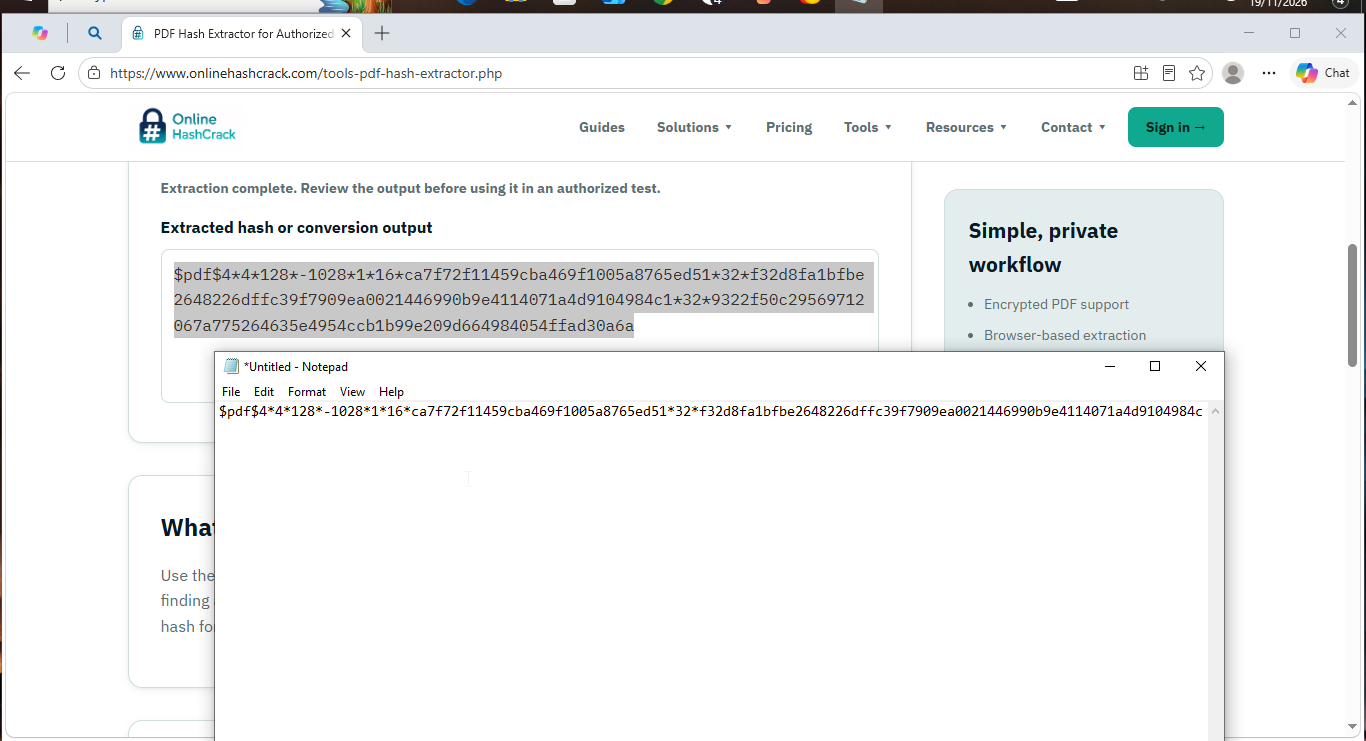 19/11/2026
4
PDF Hash Extractor for Authorized
https://www.onlinehashcrack.com/tools-pdf-hash-extractor.php
Chat
Online
HashCrack
Guides
Solutions
Pricing
Tools
Resources
Contact
Sign in →
Extraction complete. Review the output before using it in an authorized test.
Extracted hash or conversion output
$pdf$4*4*128*-1028*1*16*ca7f72f11459cba469f1005a8765ed51*32*f32d8fa1bfbe
2648226dffc39f7909ea0021446990b9e4114071a4d9104984c1*32*9322f50c29569712
067a775264635e4954ccb1b99e209d664984054ffad30a6a
Simple, private
workflow
• Encrypted PDF support
• Browser-based extraction
*Untitled - Notepad
File Edit Format View Help
$pdf$4*4*128*-1028*1*16*ca7f72f11459cba469f1005a8765ed51*32*f32d8fa1bfbe2648226dffc39f7909ea0021446990b9e4114071a4d9104984c
What
Use the
finding
hash fo